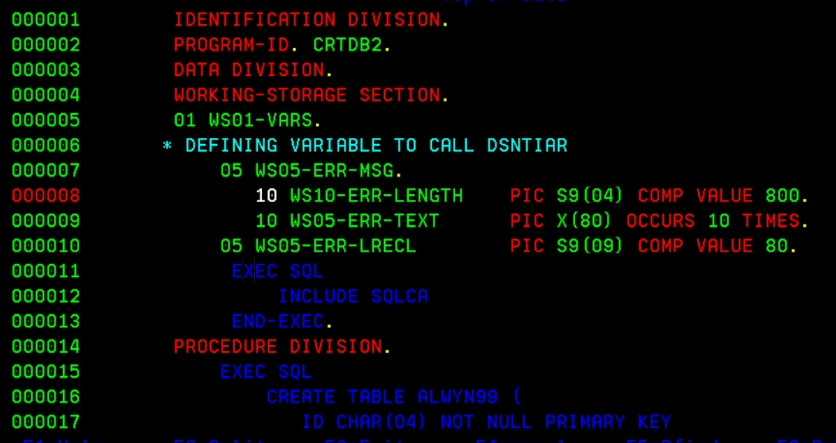 000001 IDENTIFICATION DIVISION.
000002 PROGRAM-ID. CRTDB2.
000003 DATA DIVISION.
000004 WORKING-STORAGE SECTION.
000005 01 WS01-VARS.
000006 * DEFINING VARIABLE TO CALL DSNTIAR
000007 05 WS05-ERR-MSG.
000008 10 WS10-ERR-LENGTH PIC S9(04) COMP VALUE 800.
000009 10 WS05-ERR-TEXT PIC X(80) OCCURS 10 TIMES.
000010 05 WS05-ERR-LRECL PIC S9(09) COMP VALUE 80.
000011 EXEC SQL
000012 INCLUDE SQLCA
000013 END-EXEC.
000014 PROCEDURE DIVISION.
000015 EXEC SQL
000016 CREATE TABLE ALWYN99 (
000017 ID CHAR(04) NOT NULL PRIMARY KEY